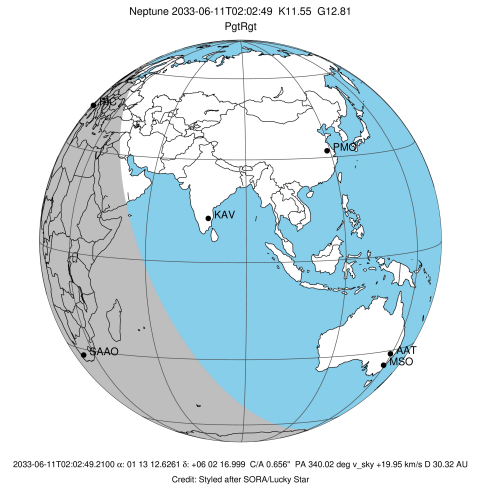 Neptune 2033-06-11T02:02:49 K11.55 G12.81
PgtRgt
PIC
PMO
KAV
SAAO
AAT
MSO
2033-06-11T02:02:49.2100 α: 01 13 12.6261 δ: +06 02 16.999 C/A 0.656" PA 340.02 deg v_sky +19.95 km/s D 30.32 AU
Credit: Styled after SORA/Lucky Star